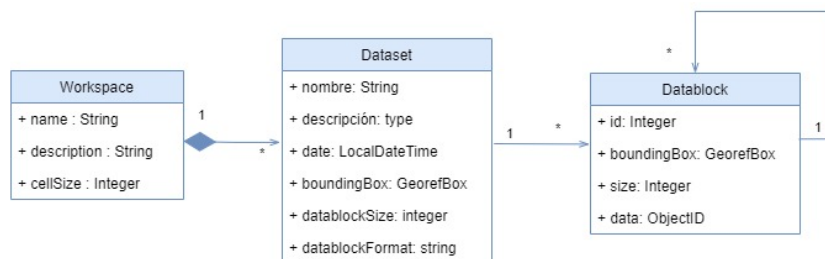 Workspace
+ name : String
+ description : String
+ cellSize : Integer
1
*
Dataset
+ nombre: String
+ descripción: type
+ date: LocalDateTime
+ boundingBox: GeorefBox
+ datablockSize: integer
+ datablockFormat: string
1
*
Datablock
+ id: Integer
+ boundingBox: GeorefBox
+ size: Integer
+ data: ObjectID
*
1